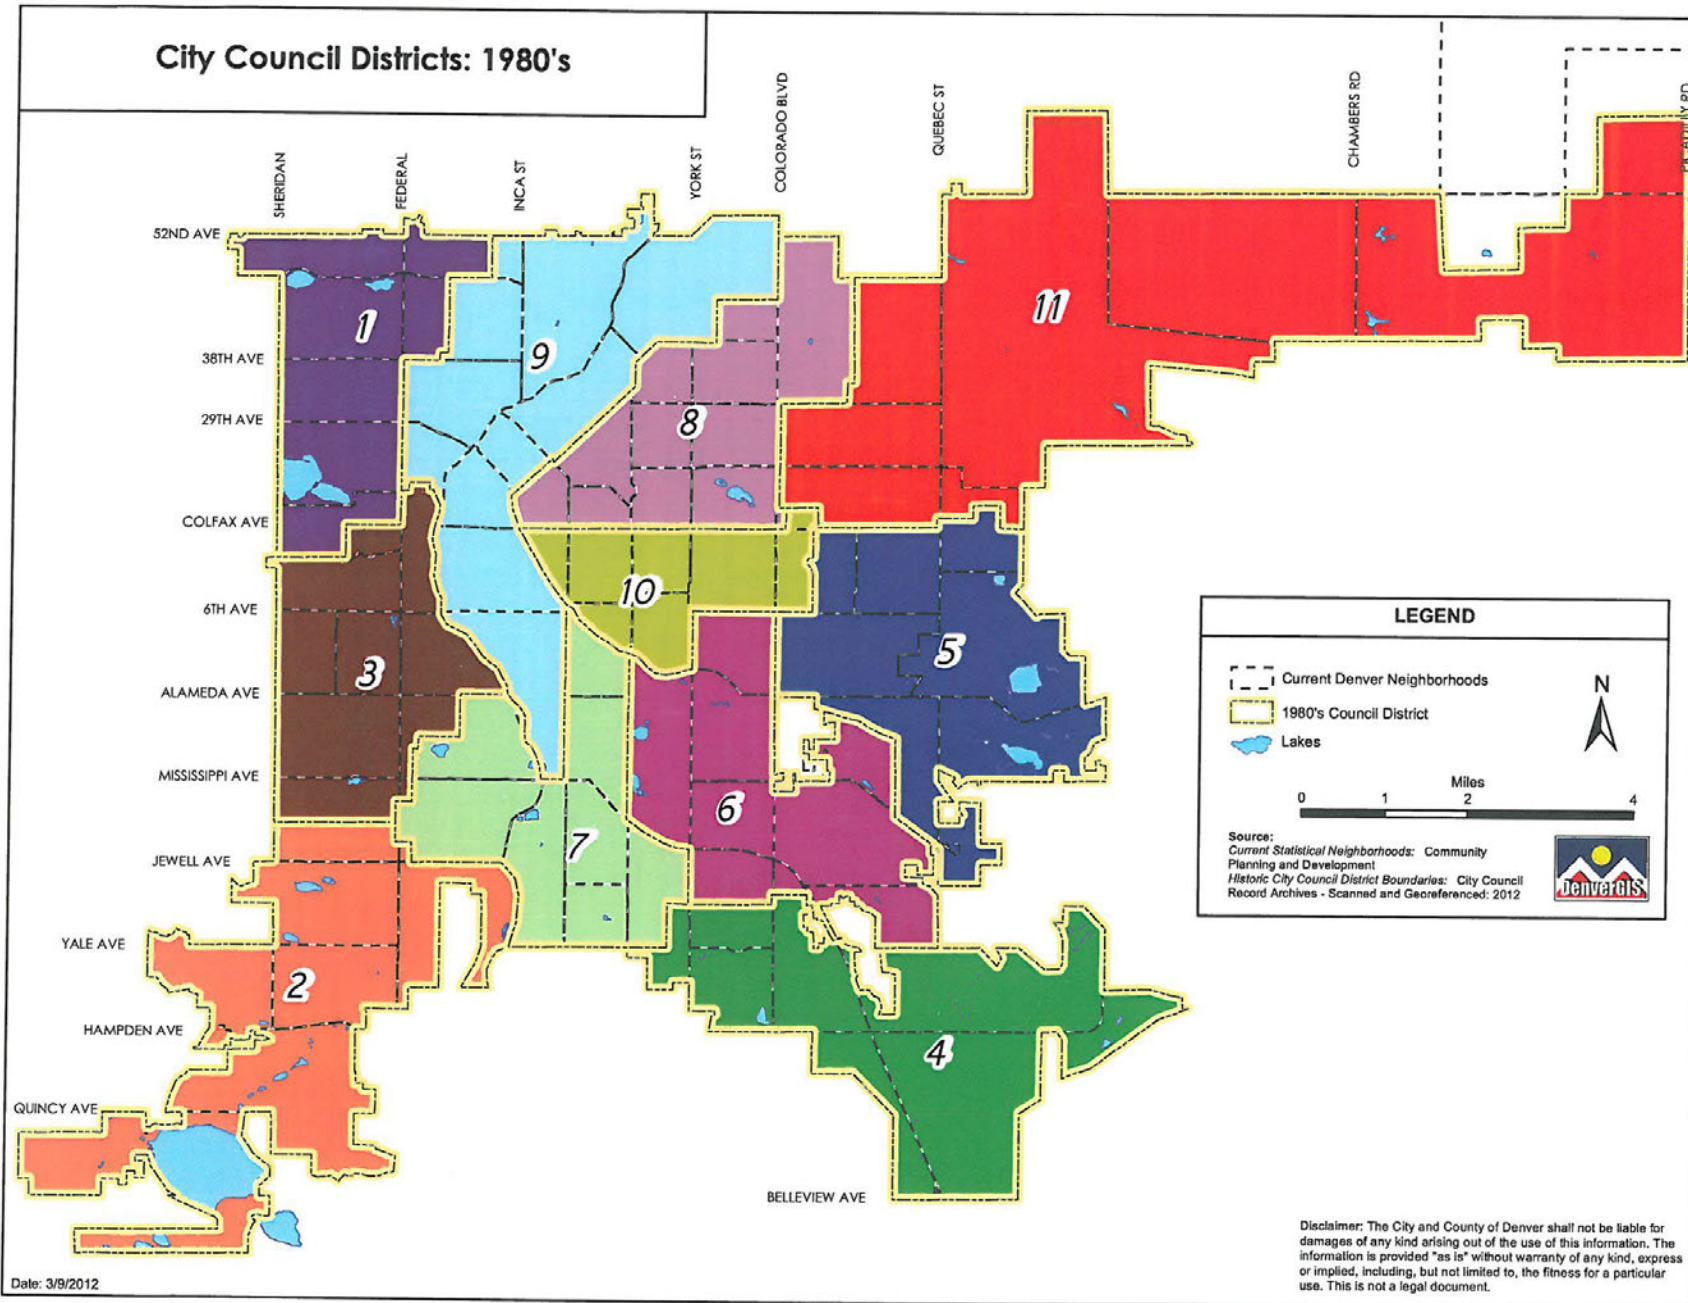 City Council Districts: 1980's
SHERIDAN
FEDERAL
INCA ST
YORK ST
COLORADO BLVD
QUEBEC ST
CHAMBERS RD
RD
52ND AVE
38TH AVE
29TH AVE
COLFAX AVE
6TH AVE
ALAMEDA AVE
MISSISSIPPI AVE
JEWELL AVE
YALE AVE
HAMPDEN AVE
QUINCY AVE
BELLEVIEW AVE
1
9
11
8
10
3
5
7
6
2
4
LEGEND
Current Denver Neighborhoods
1980's Council District
Lakes
N
Miles
0 1 2 4
Source:
Current Statistical Neighborhoods: Community
Planning and Development
Historic City Council District Boundaries: City Council
Record Archives - Scanned and Georeferenced: 2012
DenverGIS
Disclaimer: The City and County of Denver shall not be liable for
damages of any kind arising out of the use of this information. The
information is provided "as is" without warranty of any kind, express
or implied, including, but not limited to, the fitness for a particular
use. This is not a legal document.
Date: 3/9/2012